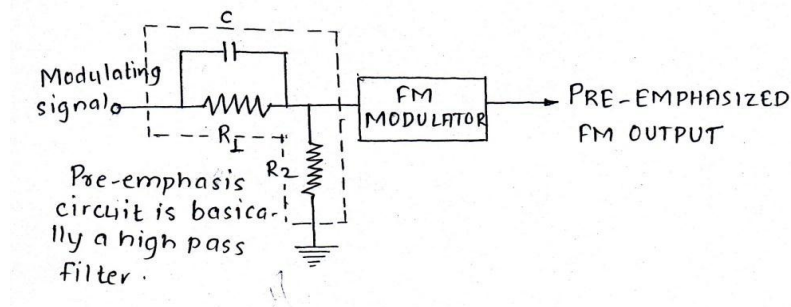 C
Modulating
signal
R1
R2
FM
MODULATOR
PRE-EMPHASIZED
FM OUTPUT
Pre-emphasis
circuit is basica-
lly a high pass
filter.